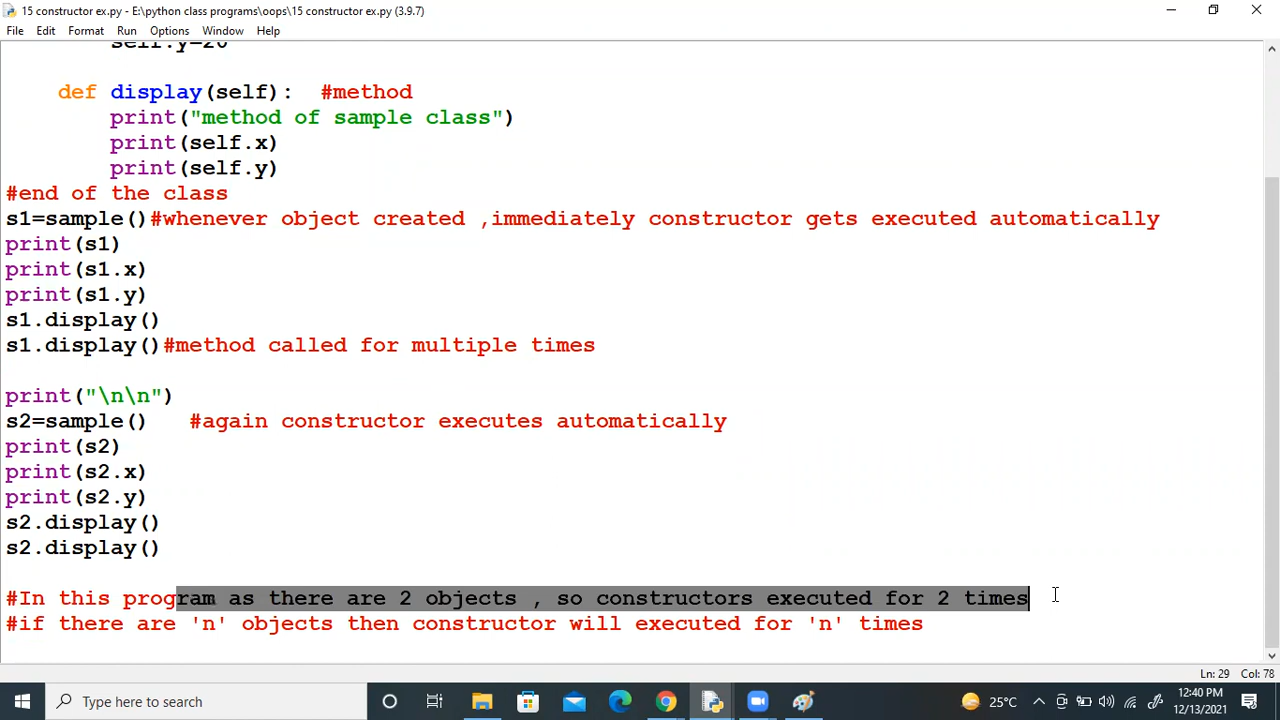 15 constructor ex.py - E:\python class programs\oops\15 constructor ex.py (3.9.7)
File Edit Format Run Options Window Help
self.y=20
def display(self): #method
print("method of sample class")
print(self.x)
print(self.y)
#end of the class
s1=sample()#whenever object created ,immediately constructor gets executed automatically
print(s1)
print(s1.x)
print(s1.y)
s1.display()
s1.display()#method called for multiple times
print("\n\n")
s2=sample() #again constructor executes automatically
print(s2)
print(s2.x)
print(s2.y)
s2.display()
s2.display()
#In this program as there are 2 objects , so constructors executed for 2 times
#if there are 'n' objects then constructor will executed for 'n' times
Ln: 29 Col: 78
Type here to search
25°C
12:40 PM
12/13/2021